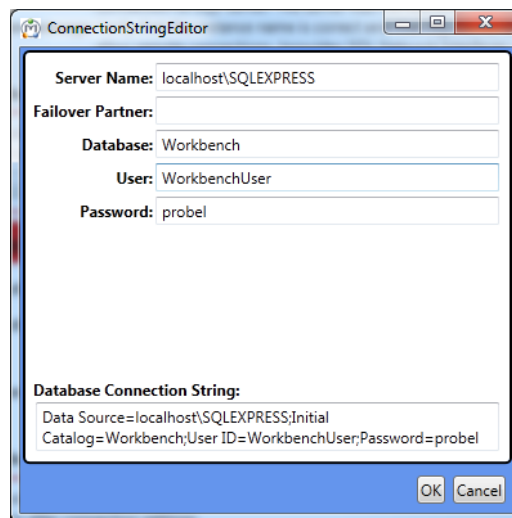 ConnectionStringEditor
Server Name: localhost\SQLEXPRESS
Failover Partner:
Database: Workbench
User: WorkbenchUser
Password: probel
Database Connection String:
Data Source=localhost\SQLEXPRESS;Initial
Catalog=Workbench;User ID=WorkbenchUser;Password=probel
OK Cancel